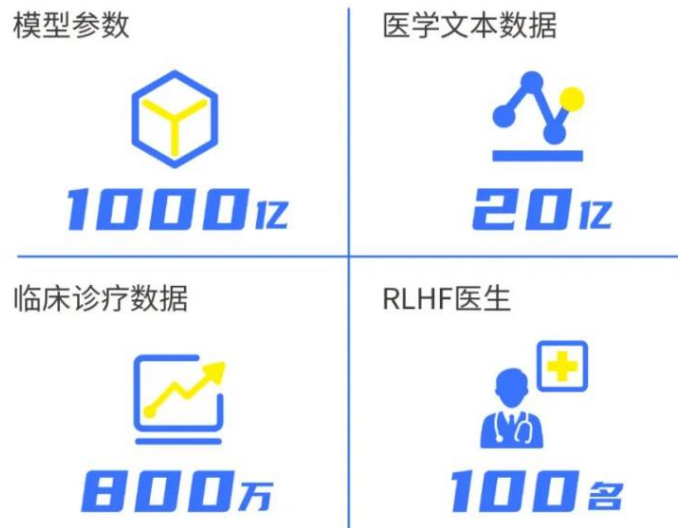 模型参数
1000亿
医学文本数据
20亿
临床诊疗数据
800万
RLHF医生
100名